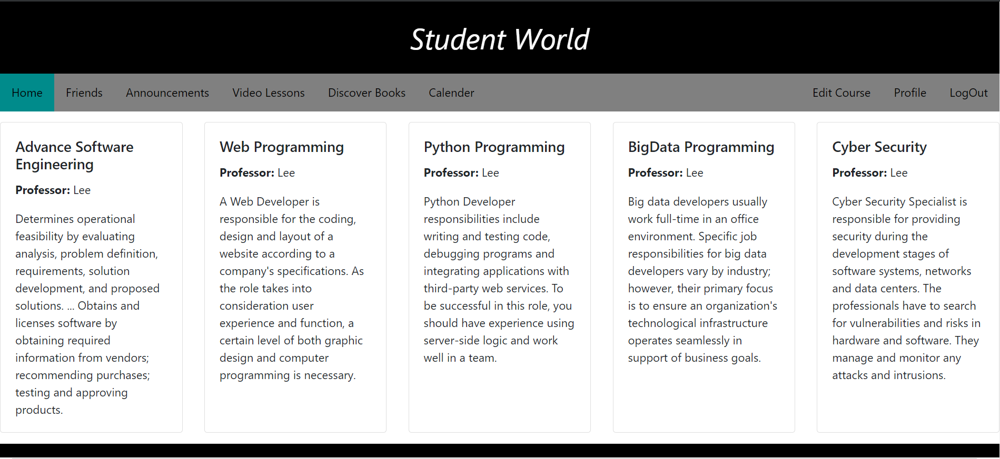 Student World
Home Friends Announcements Video Lessons Discover Books Calender Edit Course Profile LogOut
Advance Software
Engineering
Professor: Lee
Determines operational
feasibility by evaluating
analysis, problem definition,
requirements, solution
development, and proposed
solutions. ... Obtains and
licenses software by
obtaining required
information from vendors;
recommending purchases;
testing and approving
products.
Web Programming
Professor: Lee
A Web Developer is
responsible for the coding,
design and layout of a
website according to a
company's specifications. As
the role takes into
consideration user
experience and function, a
certain level of both graphic
design and computer
programming is necessary.
Python Programming
Professor: Lee
Python Developer
responsibilities include
writing and testing code,
debugging programs and
integrating applications with
third-party web services. To
be successful in this role, you
should have experience using
server-side logic and work
well in a team.
BigData Programming
Professor: Lee
Big data developers usually
work full-time in an office
environment. Specific job
responsibilities for big data
developers vary by industry;
however, their primary focus
is to ensure an organization's
technological infrastructure
operates seamlessly in
support of business goals.
Cyber Security
Professor: Lee
Cyber Security Specialist is
responsible for providing
security during the
development stages of
software systems, networks
and data centers. The
professionals have to search
for vulnerabilities and risks in
hardware and software. They
manage and monitor any
attacks and intrusions.